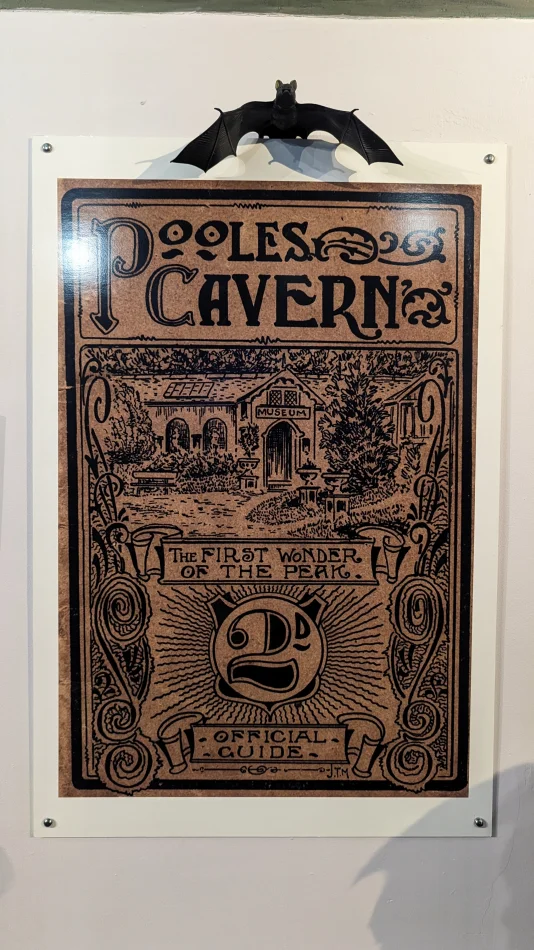 POOLES
CAVERN
MUSEUM
THE FIRST WONDER
OF THE PEAK.
2D
- OFFICIAL -
- GUIDE -
J.T.M